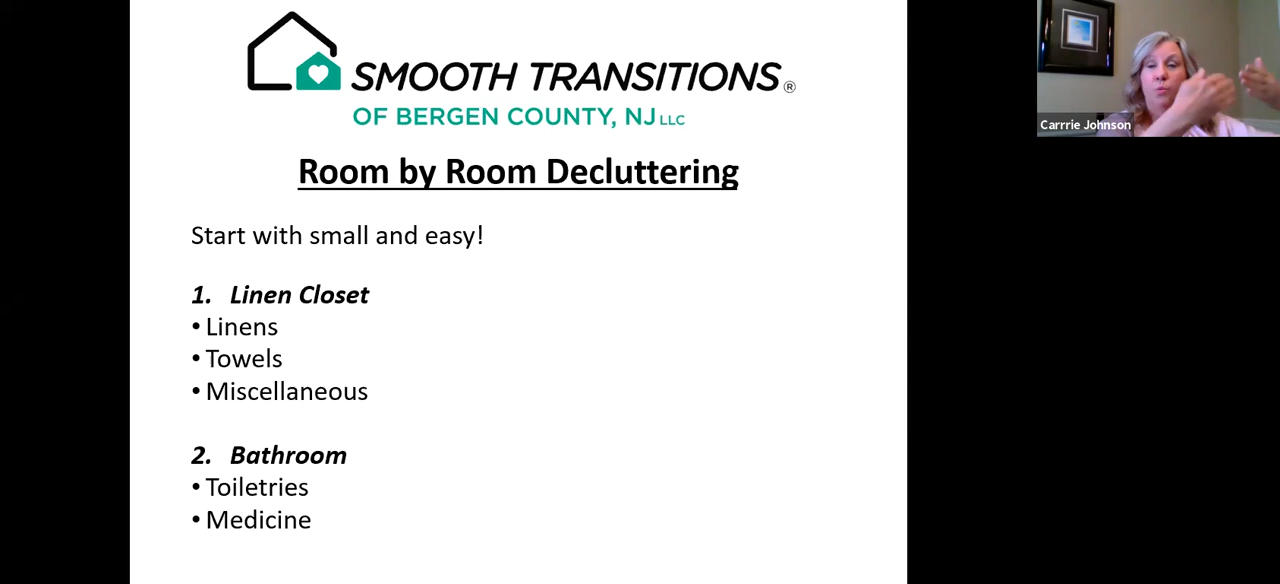 SMOOTH TRANSITIONS®
OF BERGEN COUNTY, NJ LLC
Carrrie Johnson
Room by Room Decluttering
Start with small and easy!
1. Linen Closet
• Linens
• Towels
• Miscellaneous
2. Bathroom
• Toiletries
• Medicine